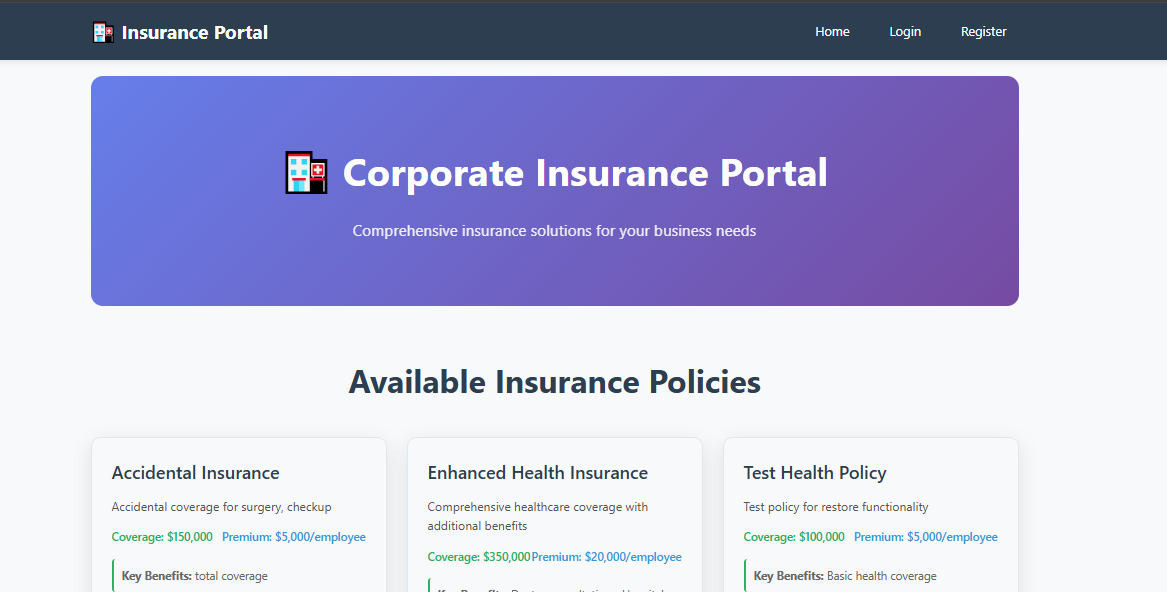 Insurance Portal
Home
Login
Register
Corporate Insurance Portal
Comprehensive insurance solutions for your business needs
Available Insurance Policies
Accidental Insurance
Accidental coverage for surgery, checkup
Coverage: $150,000 Premium: $5,000/employee
Key Benefits: total coverage
Enhanced Health Insurance
Comprehensive healthcare coverage with
additional benefits
Coverage: $350,000 Premium: $20,000/employee
Test Health Policy
Test policy for restore functionality
Coverage: $100,000 Premium: $5,000/employee
Key Benefits: Basic health coverage